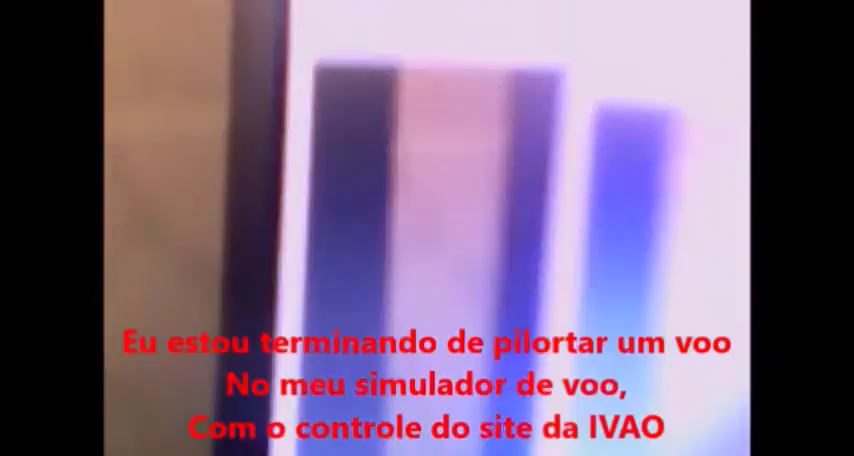 Eu estou terminando de pilortar um voo
No meu simulador de voo,
Com o controle do site da IVAO